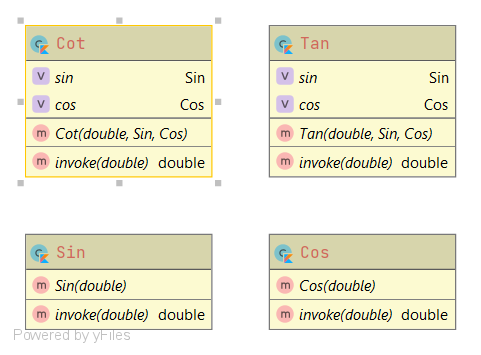 Cot
V sin Sin
V cos Cos
m Cot(double, Sin, Cos)
m invoke(double) double
Tan
V sin Sin
V cos Cos
m Tan(double, Sin, Cos)
m invoke(double) double
Sin
m Sin(double)
m invoke(double) double
Cos
m Cos(double)
m invoke(double) double
Powered by yFiles